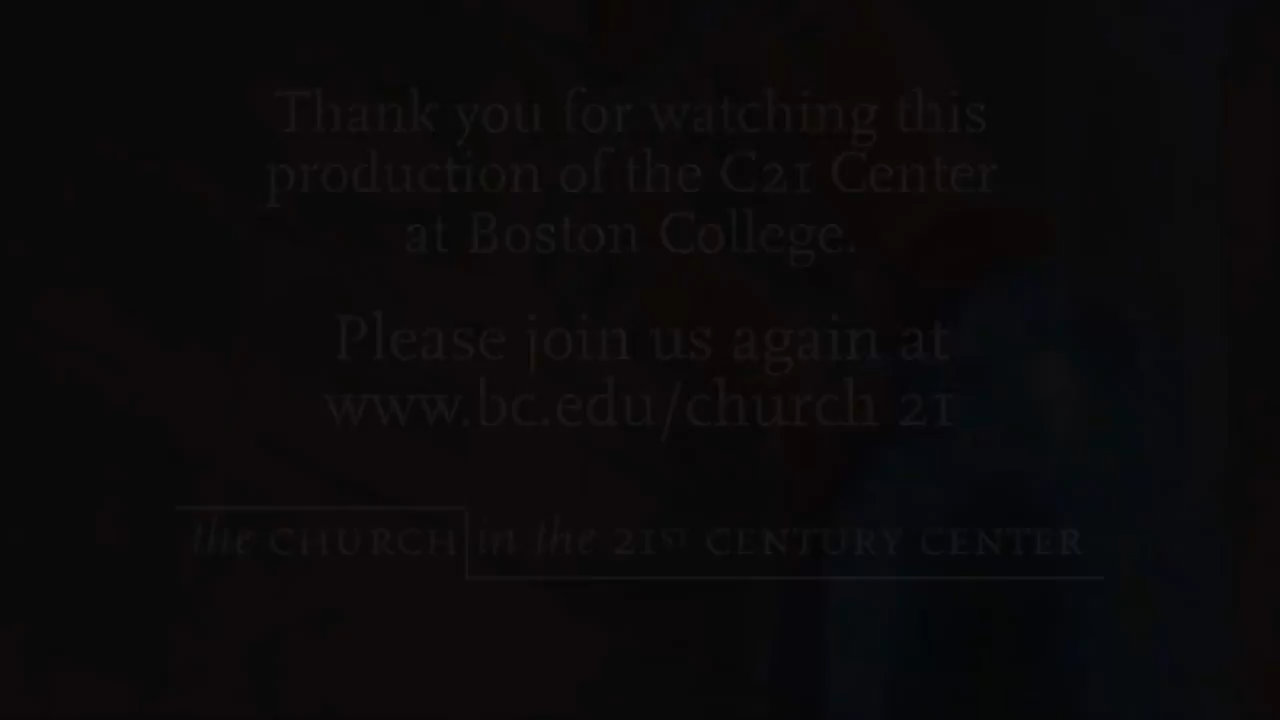 Thank you for watching this
production of the C21 Center
at Boston College.
Please join us again at
www.bc.edu/church 21
the CHURCH in the 21ST CENTURY CENTER